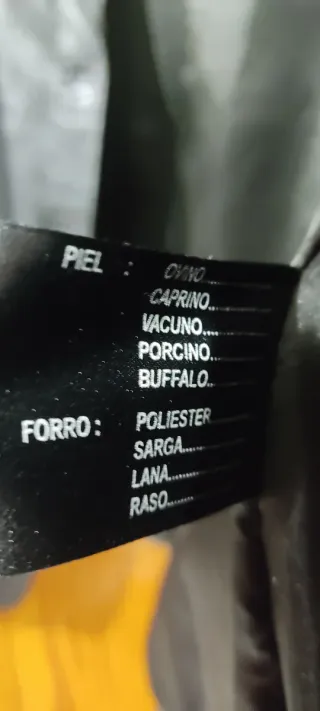 PIEL : OVINO..........
CAPRINO..........
VACUNO..........
PORCINO..........
BUFFALO..........
FORRO : POLIESTER..........
SARGA..........
LANA..........
RASO..........